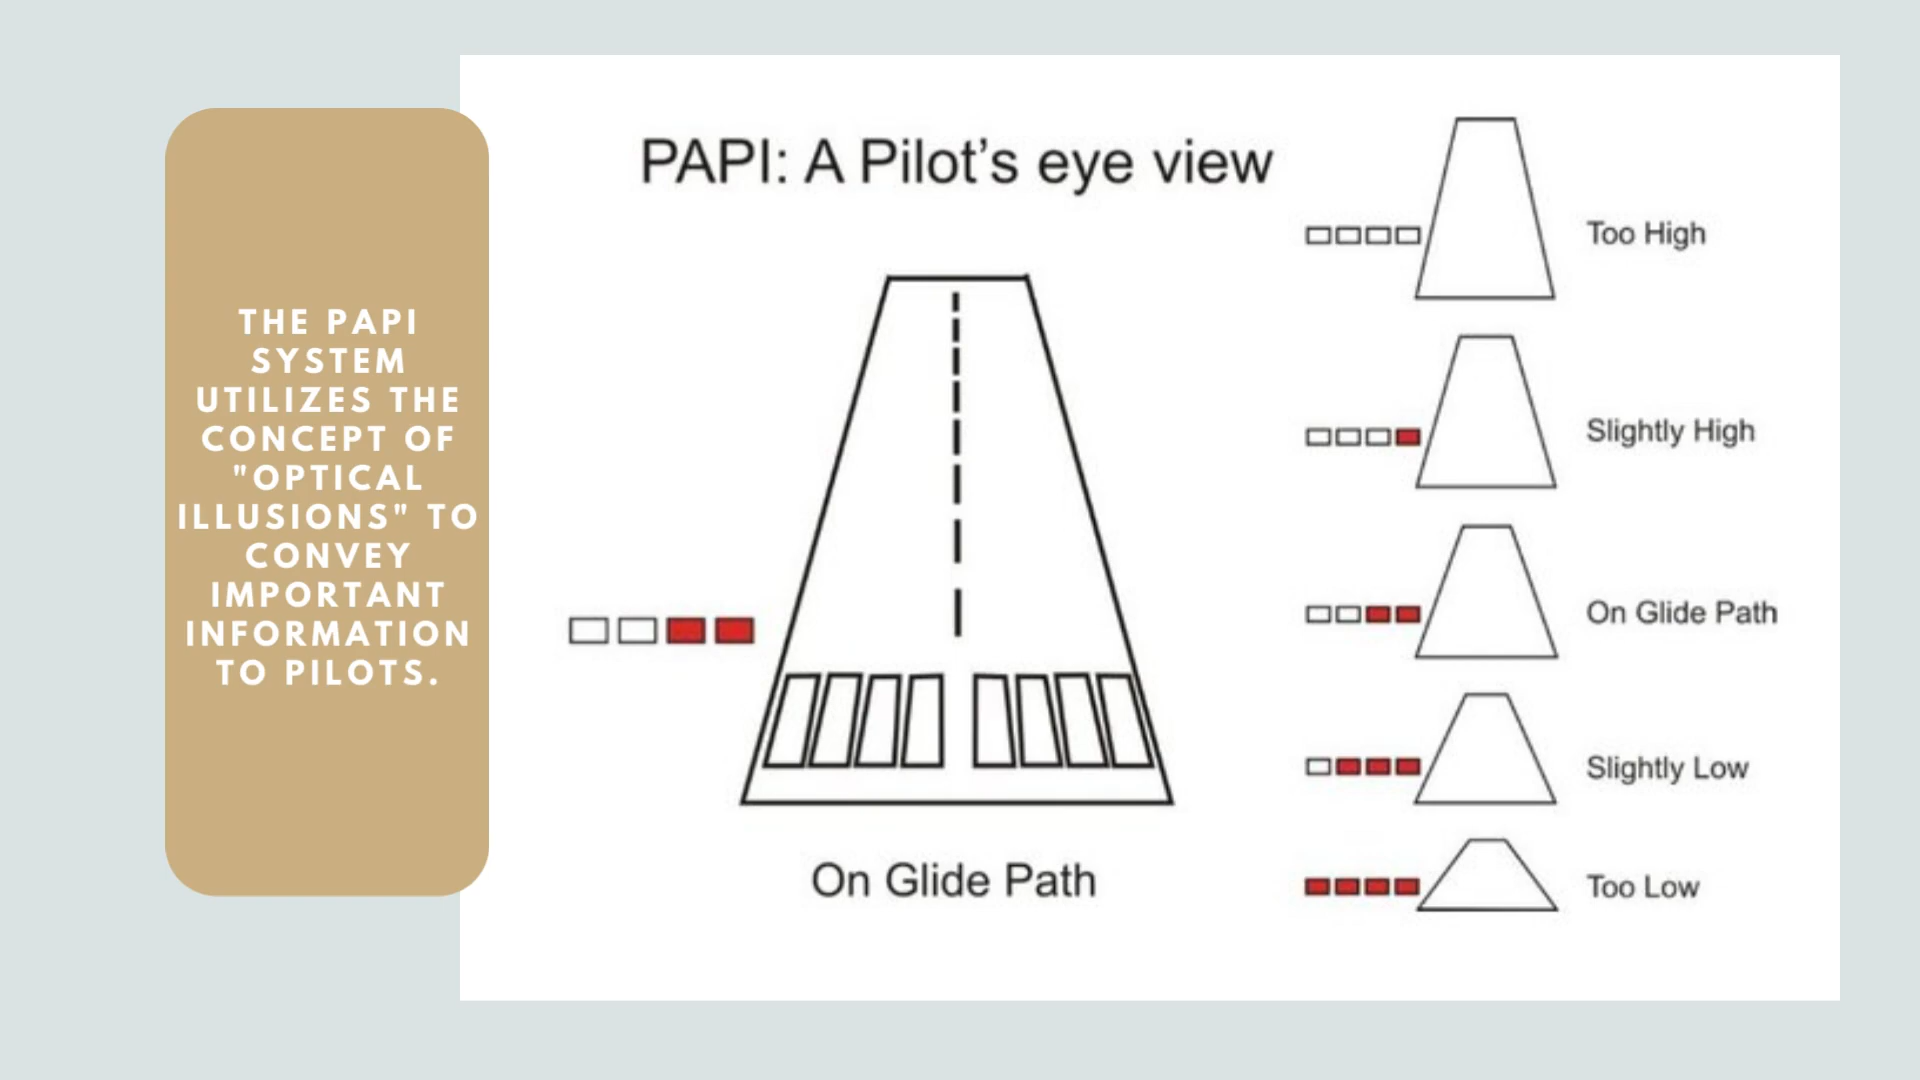 THE PAPI
SYSTEM
UTILIZES THE
CONCEPT OF
"OPTICAL
ILLUSIONS" TO
CONVEY
IMPORTANT
INFORMATION
TO PILOTS.
PAPI: A Pilot’s eye view
On Glide Path
Too High
Slightly High
On Glide Path
Slightly Low
Too Low